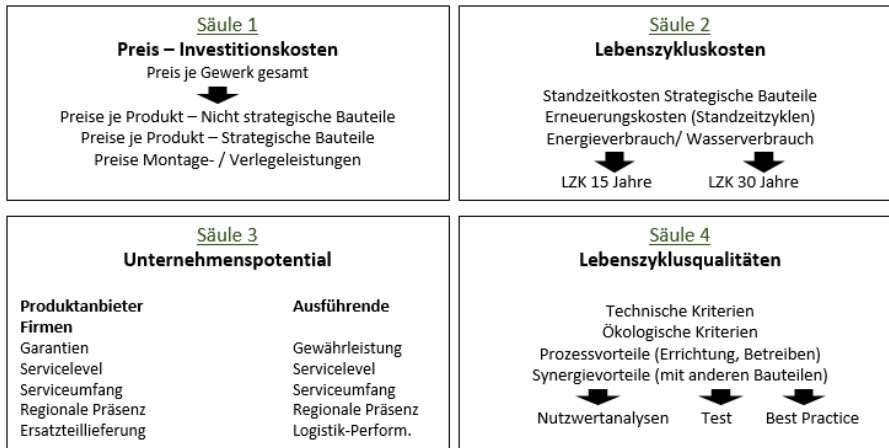 Säule 1
Preis – Investitionskosten
Preis je Gewerk gesamt
Preise je Produkt – Nicht strategische Bauteile
Preise je Produkt – Strategische Bauteile
Preise Montage- / Verlegeleistungen
Säule 2
Lebenszykluskosten
Standzeitkosten Strategische Bauteile
Erneuerungskosten (Standzeitzyklen)
Energieverbrauch/ Wasserverbrauch
LZK 15 Jahre LZK 30 Jahre
Säule 3
Unternehmenspotential
Produktanbieter Ausführende
Firmen
Garantien Gewährleistung
Servicelevel Servicelevel
Serviceumfang Serviceumfang
Regionale Präsenz Regionale Präsenz
Ersatzteillieferung Logistik-Perform.
Säule 4
Lebenszyklusqualitäten
Technische Kriterien
Ökologische Kriterien
Prozessvorteile (Errichtung, Betreiben)
Synergievorteile (mit anderen Bauteilen)
Nutzwertanalysen Test Best Practice